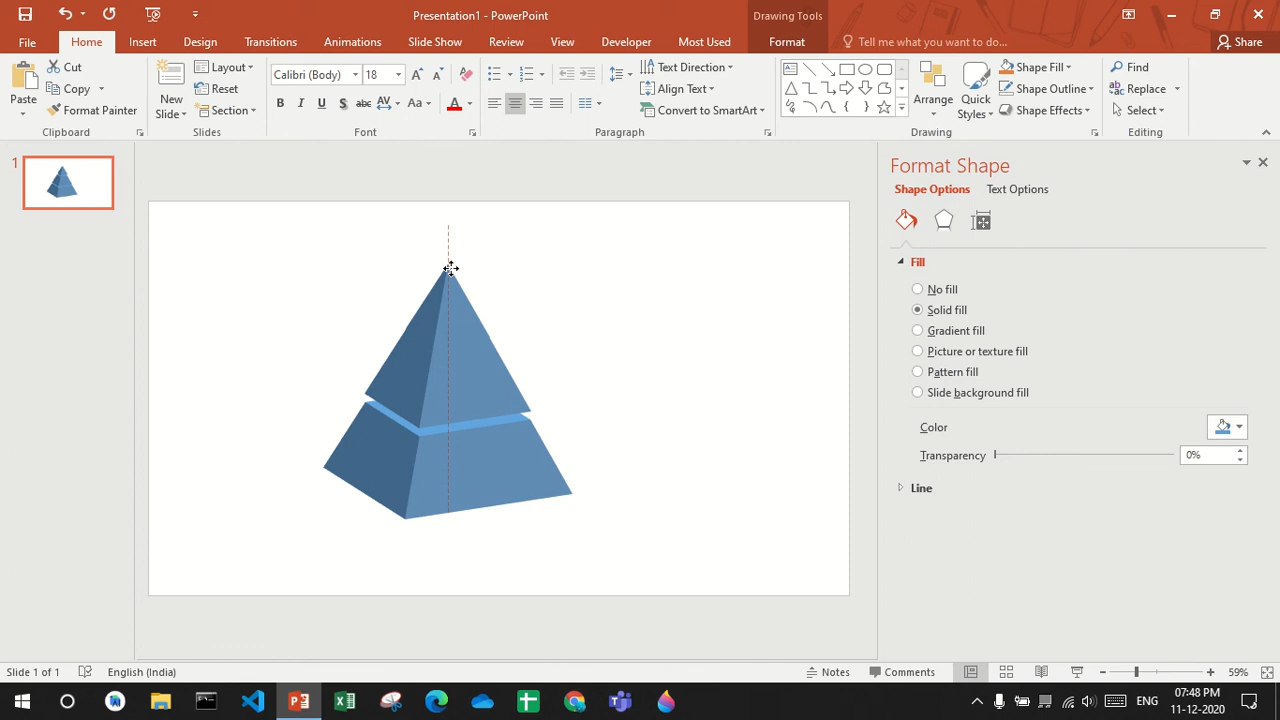 Presentation1 - PowerPoint
Drawing Tools
File
Home
Insert
Design
Transitions
Animations
Slide Show
Review
View
Developer
Most Used
Format
Tell me what you want to do...
Share
Paste
Cut
Copy
Format Painter
Clipboard
New
Slide
Layout
Reset
Section
Slides
Calibri (Body)
18
B I U S abc AV Aa A
Font
Text Direction
Align Text
Convert to SmartArt
Paragraph
Arrange
Quick
Styles
Shape Fill
Shape Outline
Shape Effects
Drawing
Find
Replace
Select
Editing
1
Format Shape
Shape Options
Text Options
Fill
No fill
Solid fill
Gradient fill
Picture or texture fill
Pattern fill
Slide background fill
Color
Transparency
0%
Line
Slide 1 of 1
English (India)
Notes
Comments
59%
ENG
07:48 PM
11-12-2020